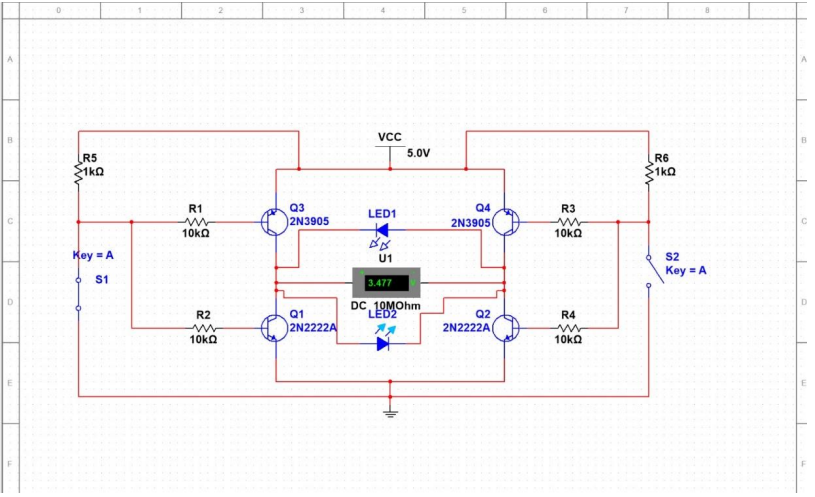 0 1 2 3 4 5 6 7 8
A A
B B
C C
D D
E E
F F
VCC
5.0V
R5
1kΩ
R6
1kΩ
R1
10kΩ
Q3
2N3905
LED1
Q4
2N3905
R3
10kΩ
Key = A
S1
U1
3.477
DC 10MOhm
S2
Key = A
R2
10kΩ
Q1
2N2222A
LED2
Q2
2N2222A
R4
10kΩ